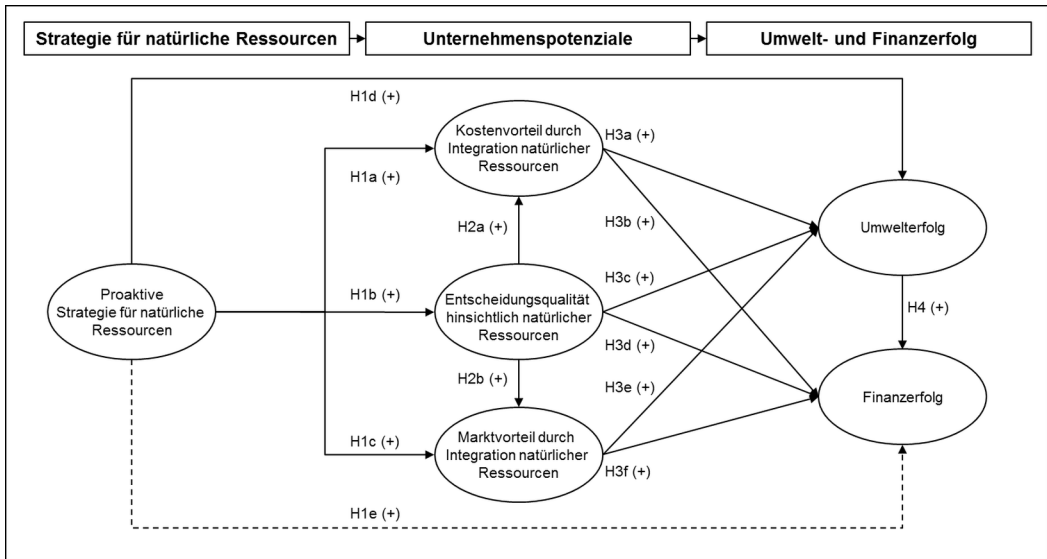 Strategie für natürliche Ressourcen
Unternehmenspotenziale
Umwelt- und Finanzerfolg
H1d (+)
Kostenvorteil durch
Integration natürlicher
Ressourcen
H3a (+)
H1a (+)
H2a (+)
H3b (+)
Umwelterfolg
H3c (+)
Proaktive
Strategie für natürliche
Ressourcen
H1b (+)
Entscheidungsqualität
hinsichtlich natürlicher
Ressourcen
H4 (+)
H3d (+)
H2b (+)
H3e (+)
Finanzerfolg
H1c (+)
Marktvorteil durch
Integration natürlicher
Ressourcen
H3f (+)
H1e (+)